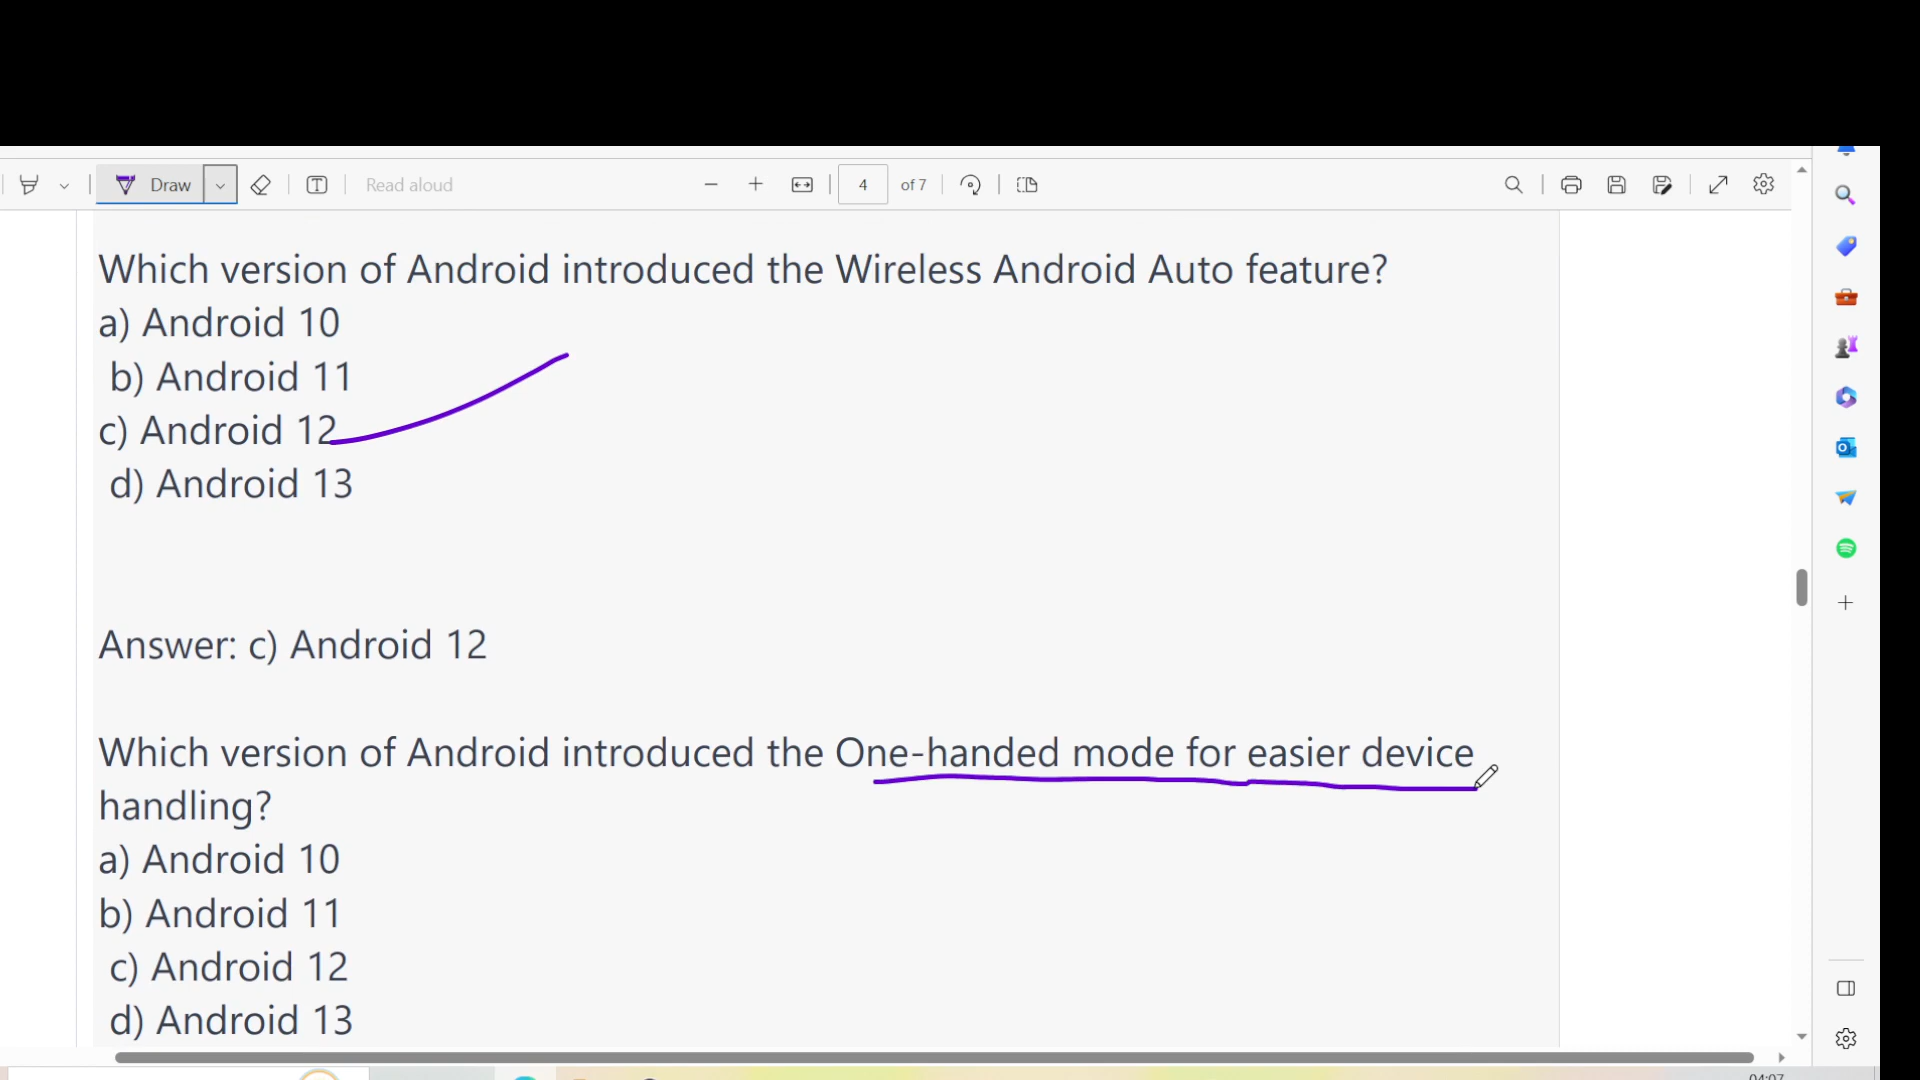 Draw
Read aloud
4
of 7
Which version of Android introduced the Wireless Android Auto feature?
a) Android 10
b) Android 11
c) Android 12
d) Android 13
Answer: c) Android 12
Which version of Android introduced the One-handed mode for easier device
handling?
a) Android 10
b) Android 11
c) Android 12
d) Android 13